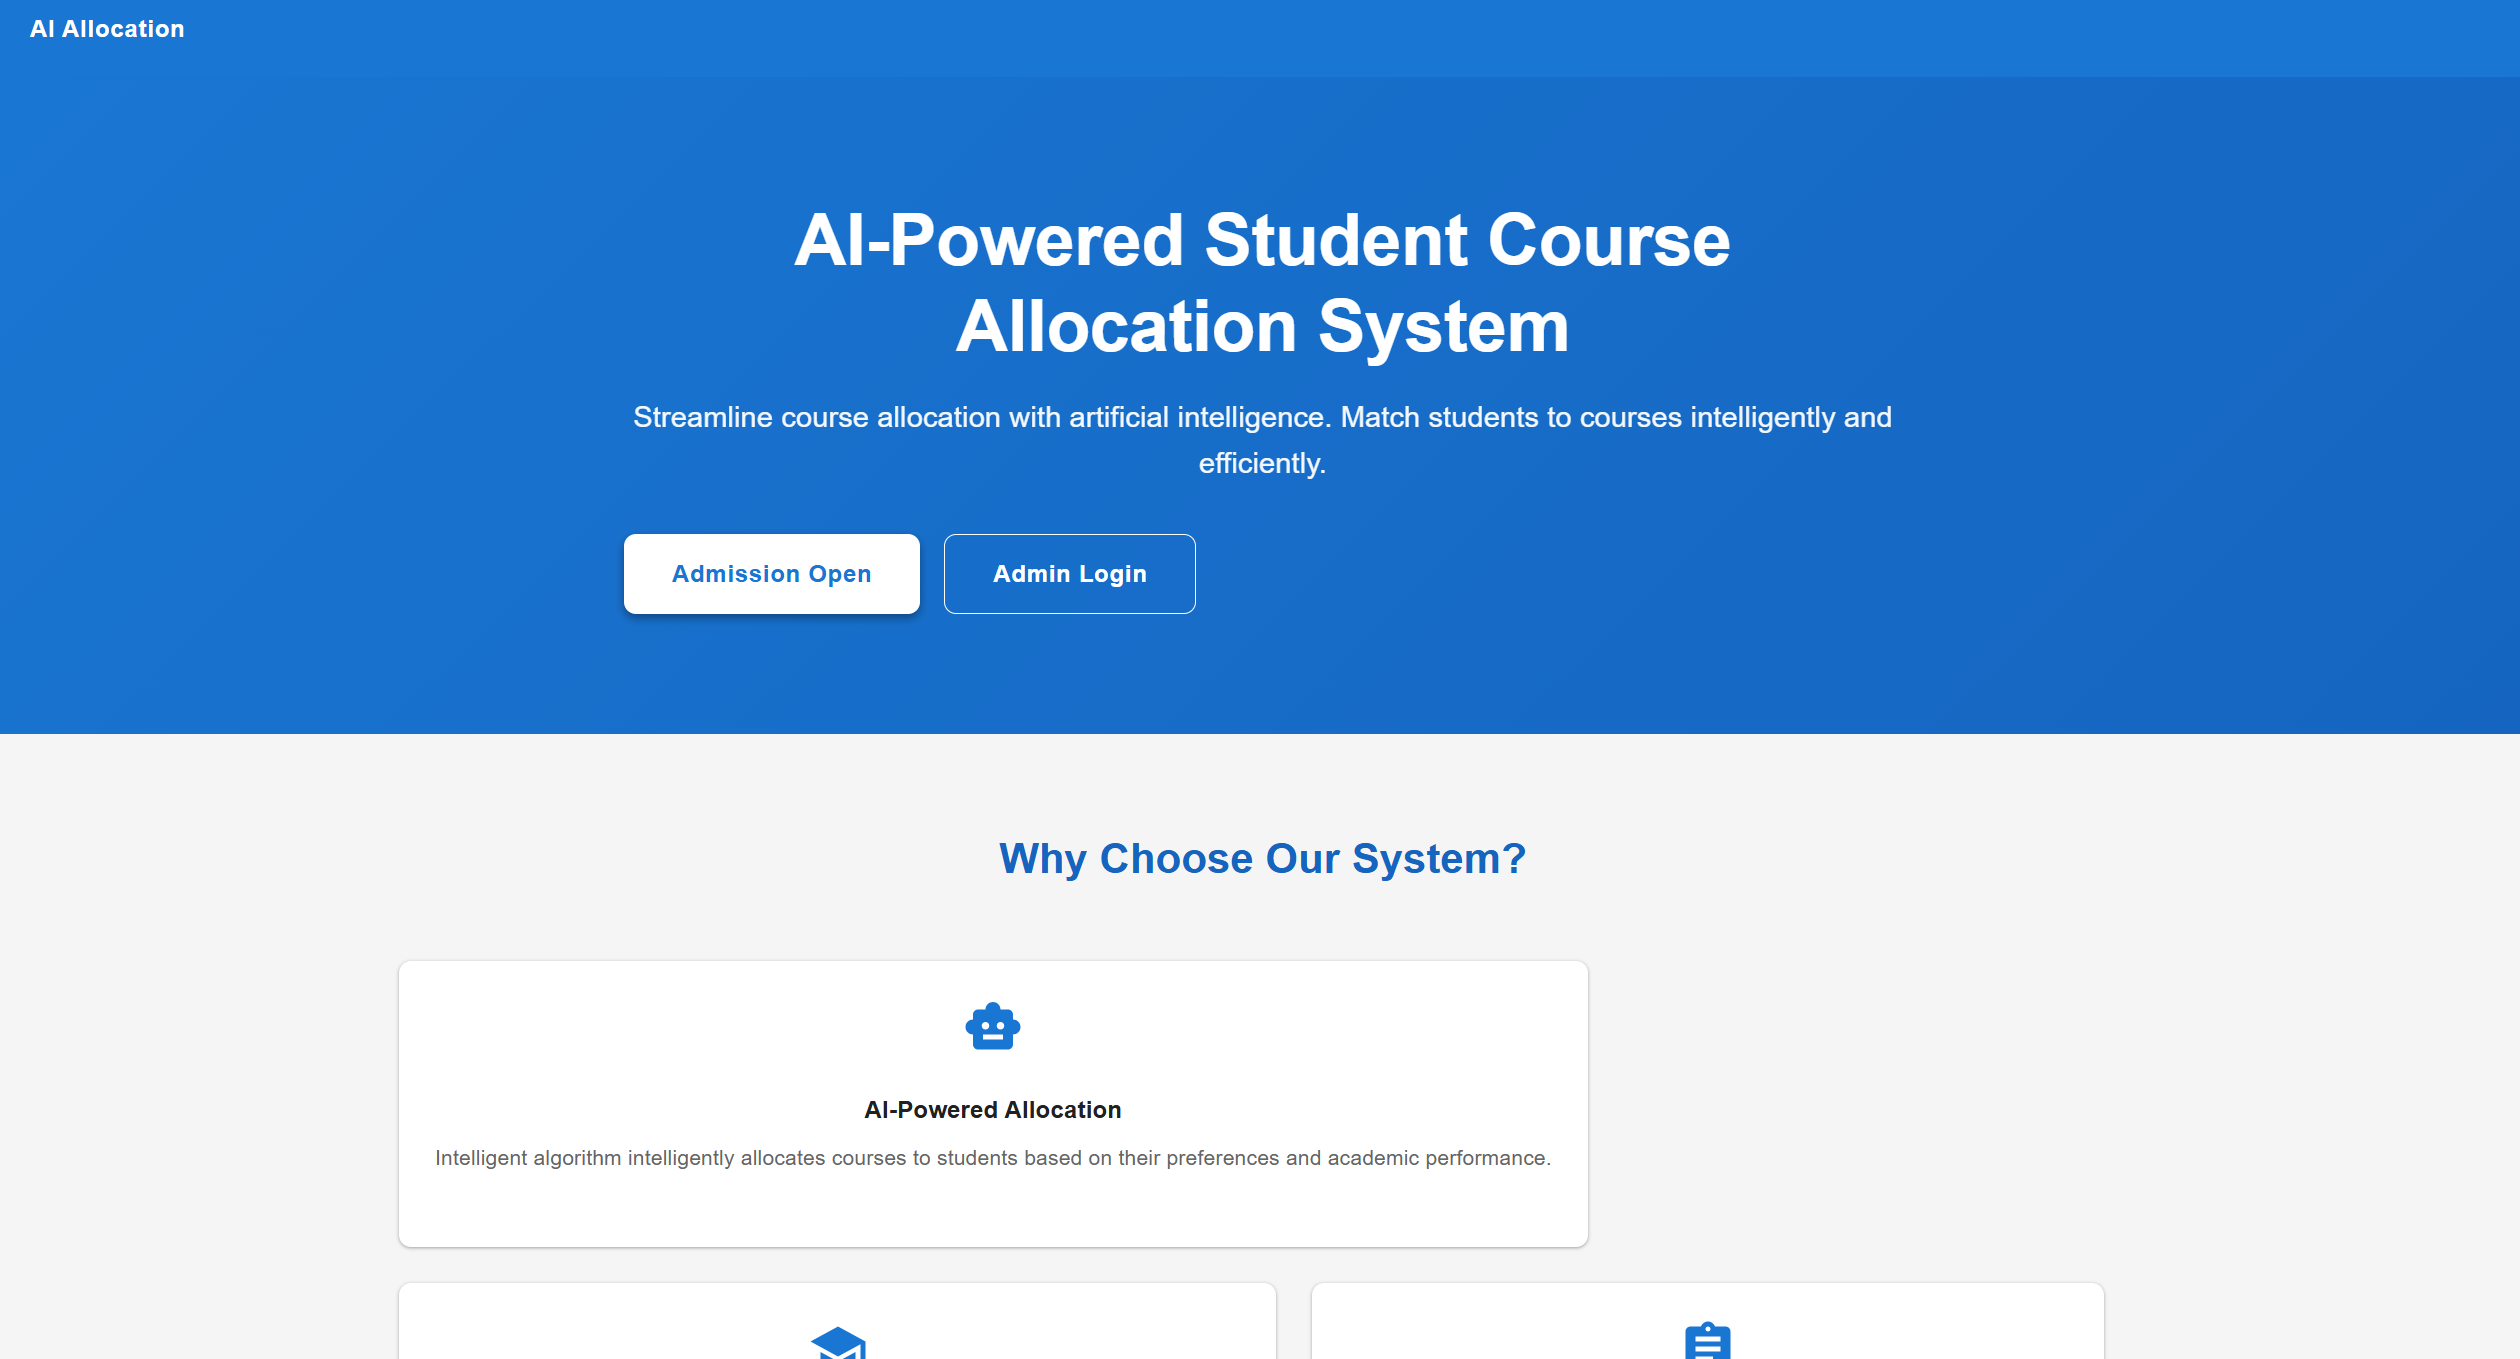 AI Allocation
AI-Powered Student Course
Allocation System
Streamline course allocation with artificial intelligence. Match students to courses intelligently and
efficiently.
Admission Open
Admin Login
Why Choose Our System?
AI-Powered Allocation
Intelligent algorithm intelligently allocates courses to students based on their preferences and academic performance.